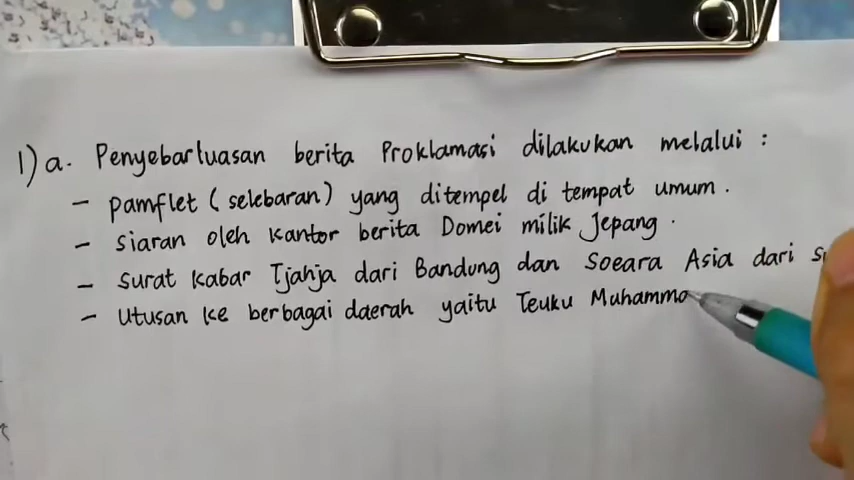 1) a. Penyebarluasan berita Proklamasi dilakukan melalui :
- pamflet (selebaran) yang ditempel di tempat umum.
- siaran oleh Kantor berita Domei milik Jepang.
- surat kabar Tjahja dari Bandung dan Soeara Asia dari
- Utusan ke berbagai daerah yaitu Teuku Muhamma